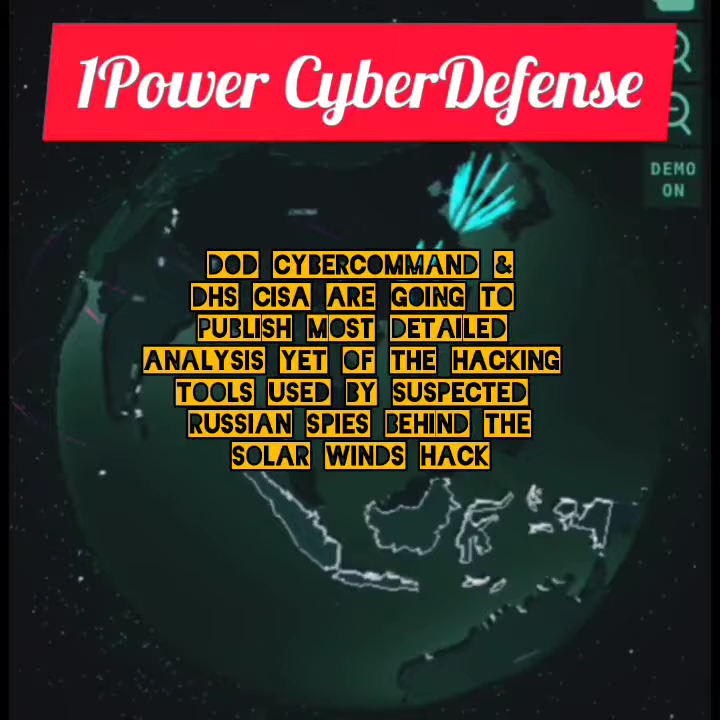 1Power CyberDefense
DEMO
ON
DOD CYBERCOMMAND &
DHS CISA ARE GOING TO
PUBLISH MOST DETAILED
ANALYSIS YET OF THE HACKING
TOOLS USED BY SUSPECTED
RUSSIAN SPIES BEHIND THE
SOLAR WINDS HACK